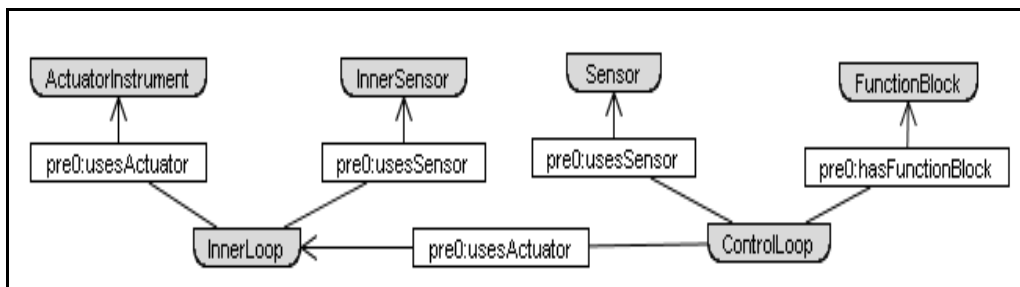 ActuatorInstrument
InnerSensor
Sensor
FunctionBlock
pre0:usesActuator
pre0:usesSensor
pre0:usesSensor
pre0:hasFunctionBlock
InnerLoop
pre0:usesActuator
ControlLoop